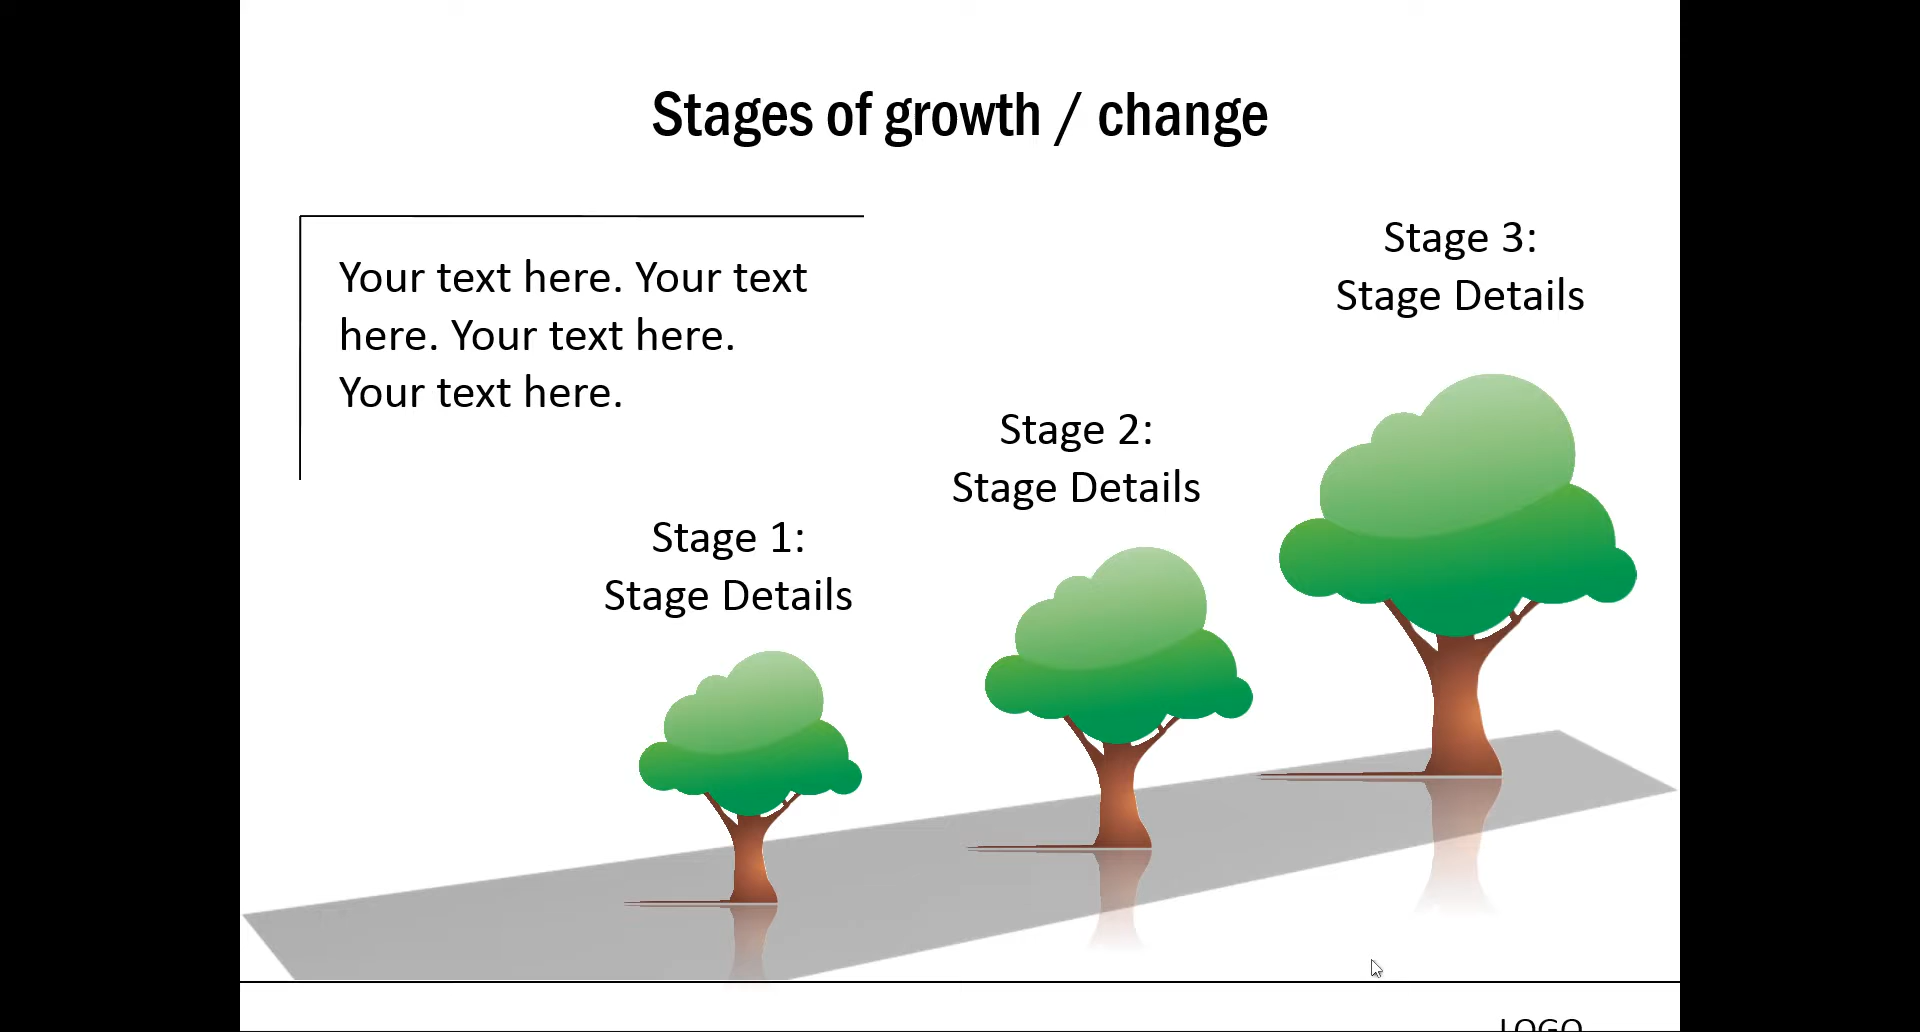 Stages of growth / change
Your text here. Your text
here. Your text here.
Your text here.
Stage 3:
Stage Details
Stage 2:
Stage Details
Stage 1:
Stage Details
LOGO